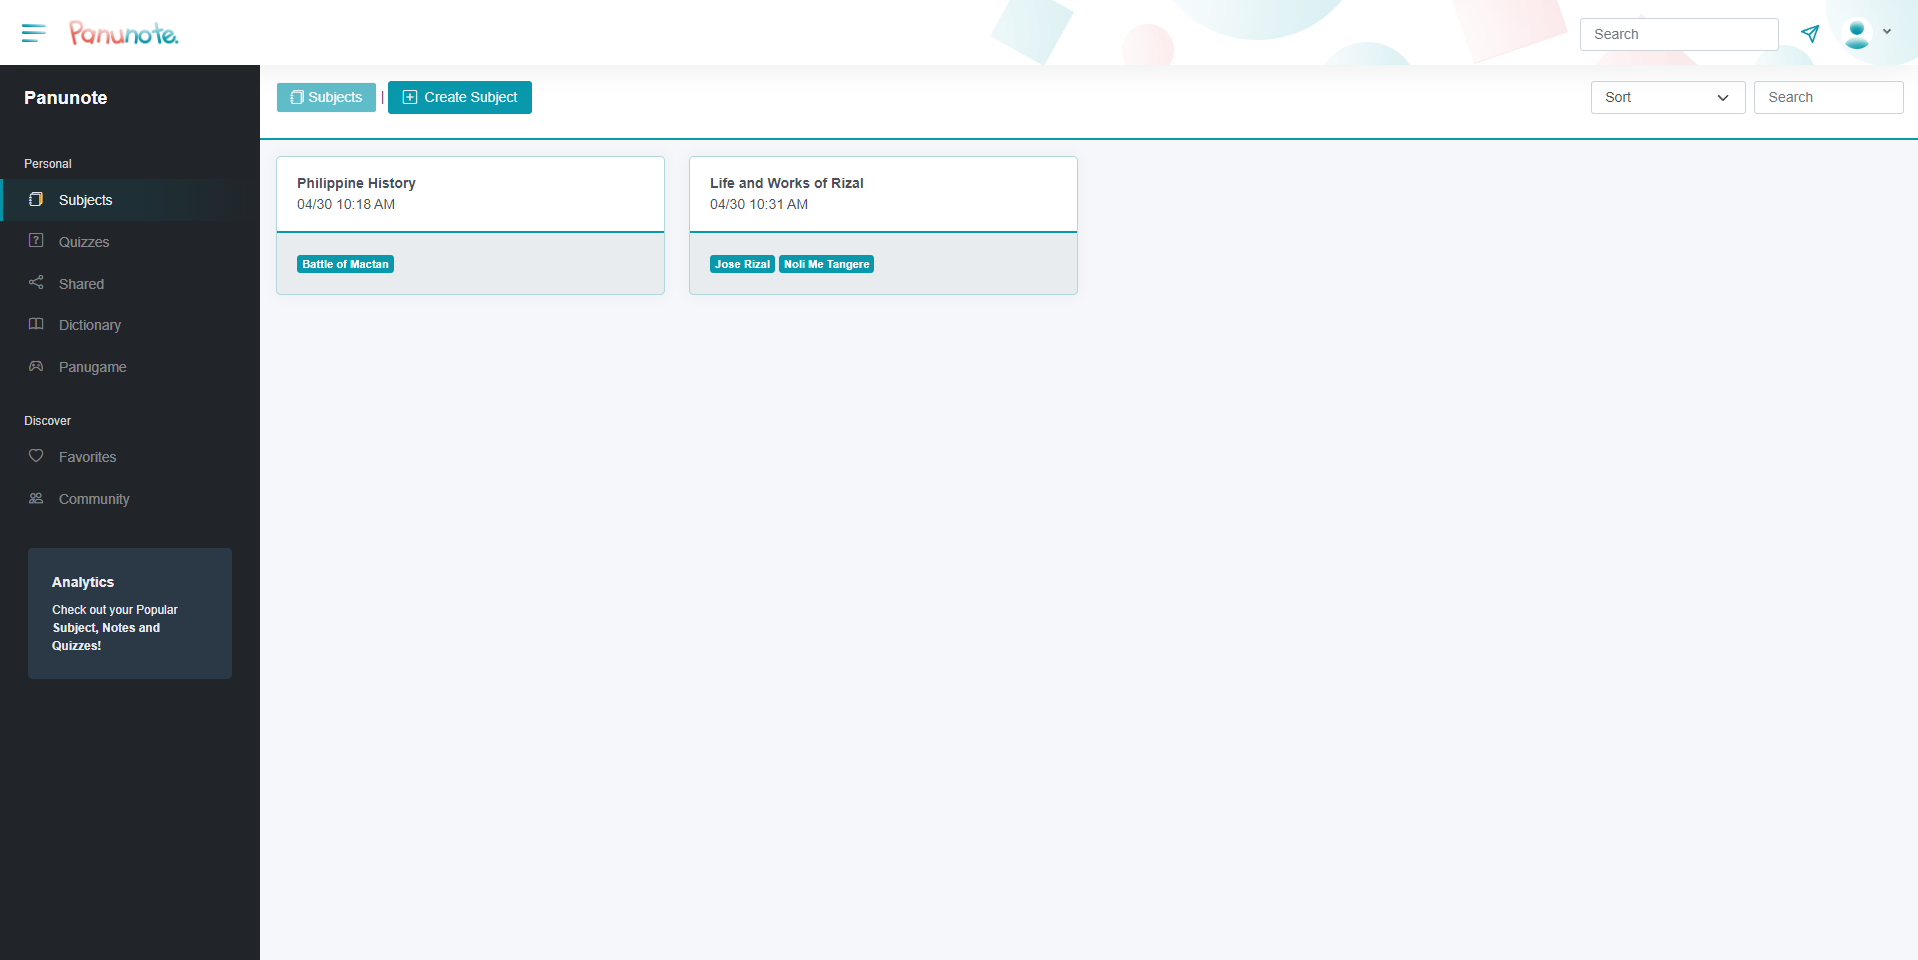 Panunote.
Search
Panunote
Personal
Subjects
Quizzes
Shared
Dictionary
Panugame
Discover
Favorites
Community
Analytics
Check out your Popular
Subject, Notes and
Quizzes!
Subjects | Create Subject
Sort
Search
Philippine History
04/30 10:18 AM
Battle of Mactan
Life and Works of Rizal
04/30 10:31 AM
Jose Rizal Noli Me Tangere